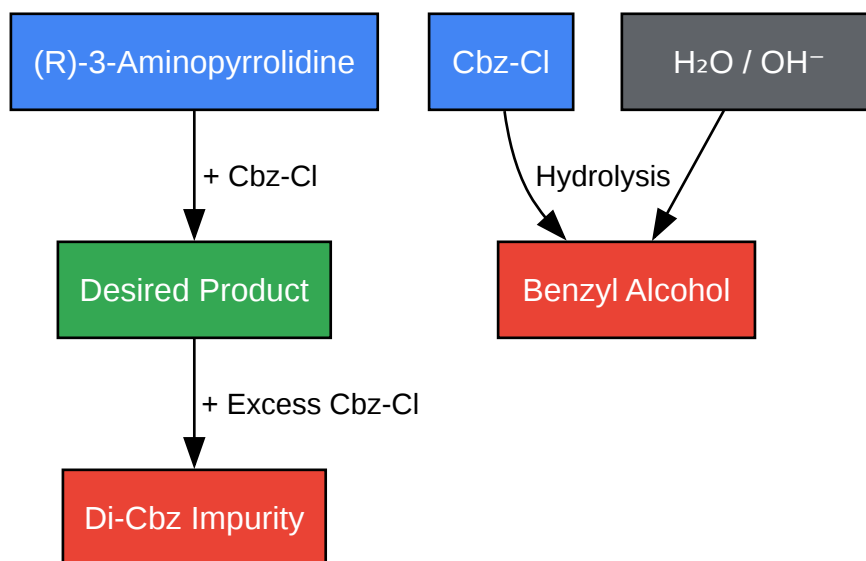 (R)-3-Aminopyrrolidine
Cbz-Cl
H₂O / OH⁻
+ Cbz-Cl
Hydrolysis
Desired Product
Benzyl Alcohol
+ Excess Cbz-Cl
Di-Cbz Impurity